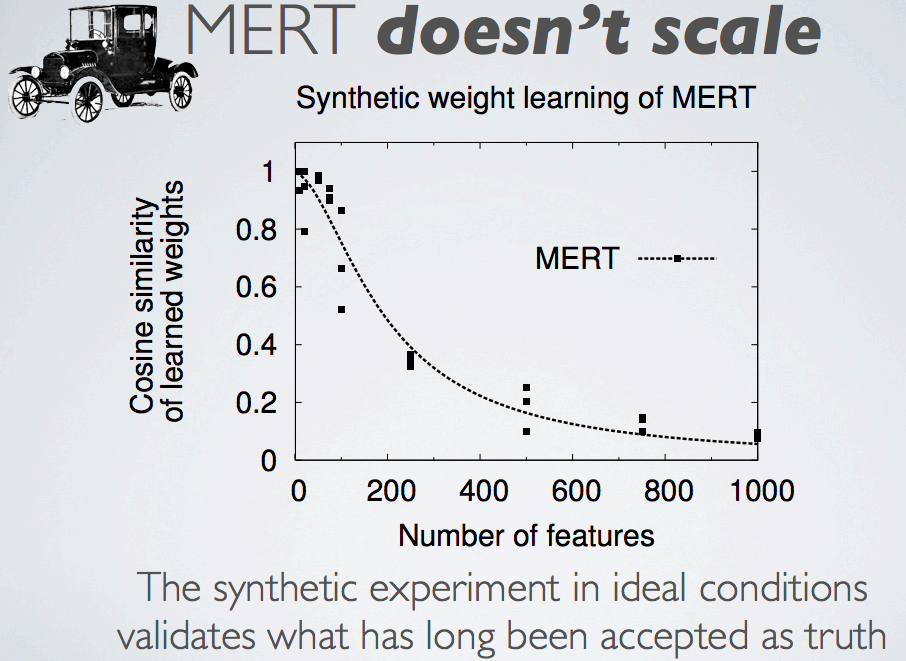 MERT doesn't scale
Synthetic weight learning of MERT
Cosine similarity
of learned weights
1
0.8
0.6
0.4
0.2
0
MERT
0 200 400 600 800 1000
Number of features
The synthetic experiment in ideal conditions
validates what has long been accepted as truth